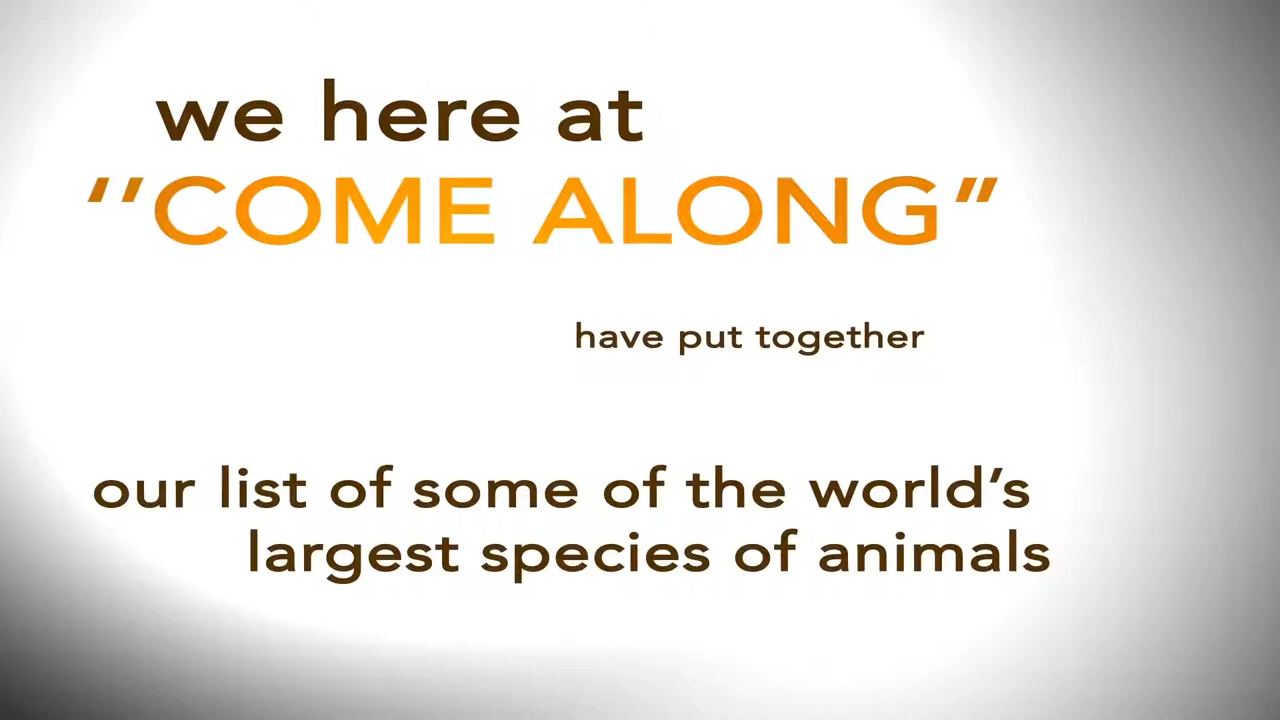 we here at
‘‘COME ALONG”
have put together
our list of some of the world’s
largest species of animals